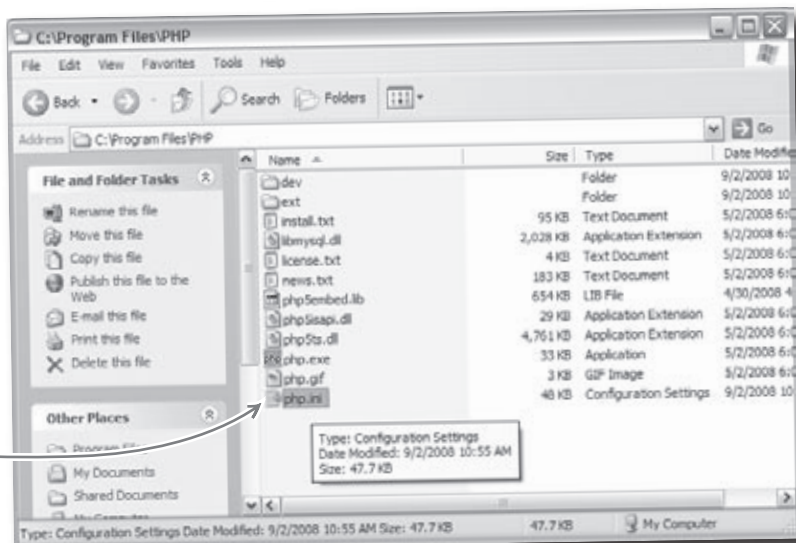 C:\Program Files\PHP
File Edit View Favorites Tools Help
Back Search Folders
Address C:\Program Files\PHP Go
Name Size Type Date Modifie
File and Folder Tasks
Rename this file
Move this file
Copy this file
Publish this file to the
Web
E-mail this file
Print this file
Delete this file
Other Places
Program Fil
My Documents
Shared Documents
My Computer
dev Folder 9/2/2008 10
ext Folder 9/2/2008 10
install.txt 95 KB Text Document 5/2/2008 6:0
libmysql.dll 2,028 KB Application Extension 5/2/2008 6:0
license.txt 4 KB Text Document 5/2/2008 6:0
news.txt 183 KB Text Document 5/2/2008 6:0
php5embed.lib 654 KB LIB File 4/30/2008 4
php5isapi.dll 29 KB Application Extension 5/2/2008 6:0
php5ts.dll 4,761 KB Application Extension 5/2/2008 6:0
php.exe 33 KB Application 5/2/2008 6:0
php.gif 3 KB GIF Image 5/2/2008 6:0
php.ini 48 KB Configuration Settings 9/2/2008 10
Type: Configuration Settings
Date Modified: 9/2/2008 10:55 AM
Size: 47.7 KB
Type: Configuration Settings Date Modified: 9/2/2008 10:55 AM Size: 47.7 KB 47.7 KB My Computer